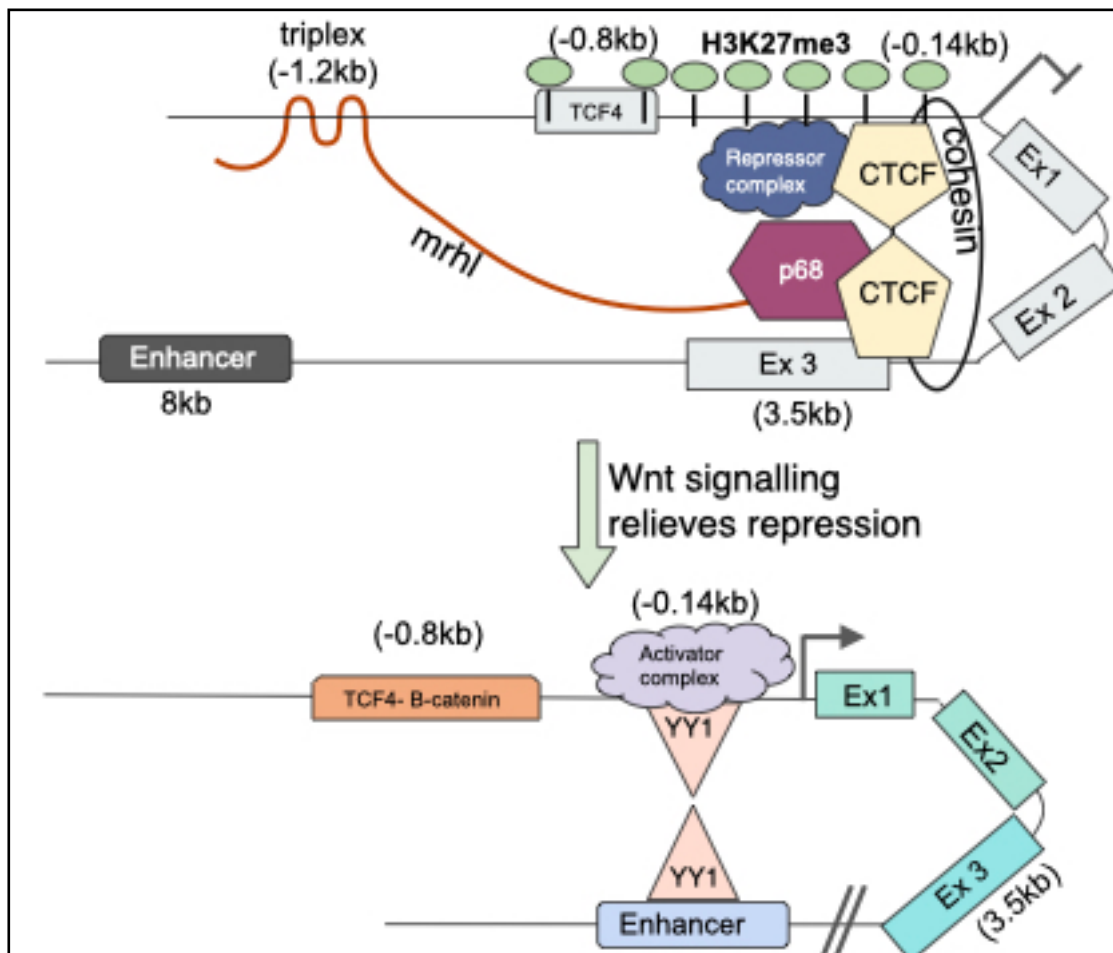 triplex
(-1.2kb)
(-0.8kb)
H3K27me3
(-0.14kb)
TCF4
Repressor
complex
CTCF
cohesin
Ex1
mrhl
p68
CTCF
Ex 2
Enhancer
8kb
Ex 3
(3.5kb)
Wnt signalling
relieves repression
(-0.8kb)
(-0.14kb)
Activator
complex
TCF4- B-catenin
YY1
Ex1
Ex2
YY1
Enhancer
Ex 3
(3.5kb)